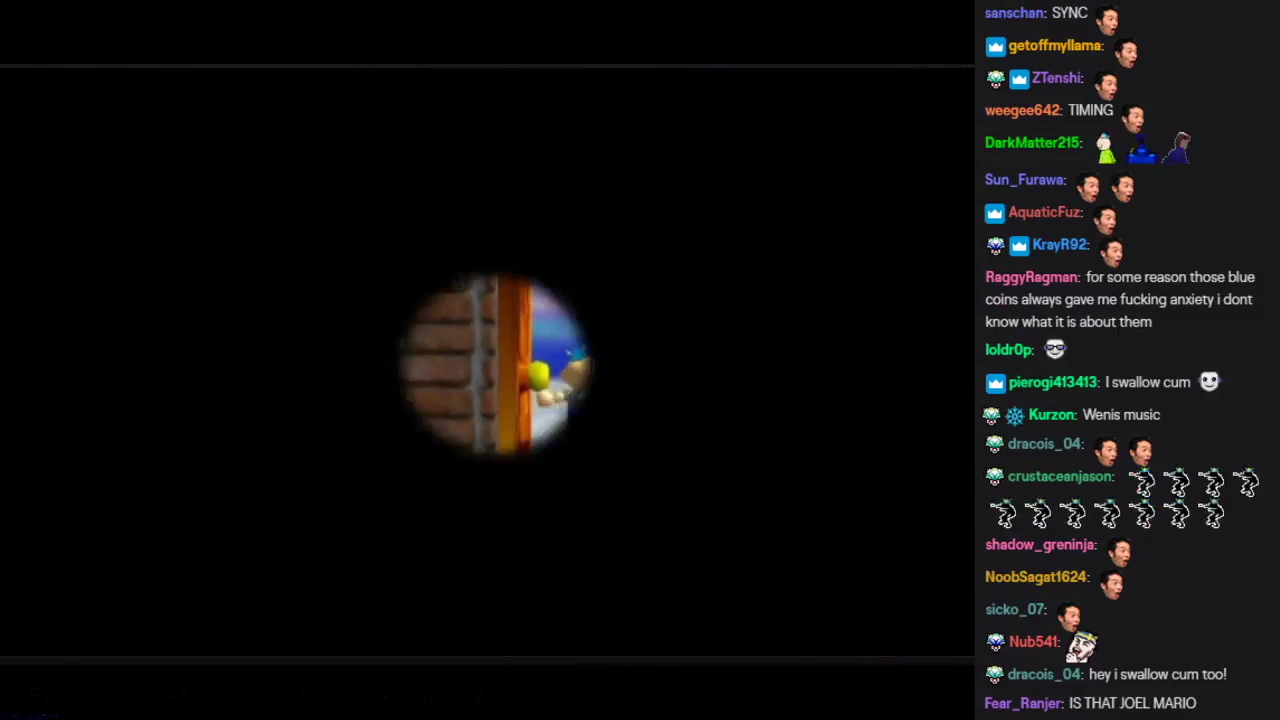 sanschan: SYNC
getoffmyllama:
ZTenshi:
weegee642: TIMING
DarkMatter215:
Sun_Furawa:
AquaticFuz:
KrayR92:
RaggyRagman: for some reason those blue
coins always gave me fucking anxiety i dont
know what it is about them
loldr0p:
pierogi413413: I swallow cum
Kurzon: Wenis music
dracois_04:
crustaceanjason:
shadow_greninja:
NoobSagat1624:
sicko_07:
Nub541:
dracois_04: hey i swallow cum too!
Fear_Ranjer: IS THAT JOEL MARIO